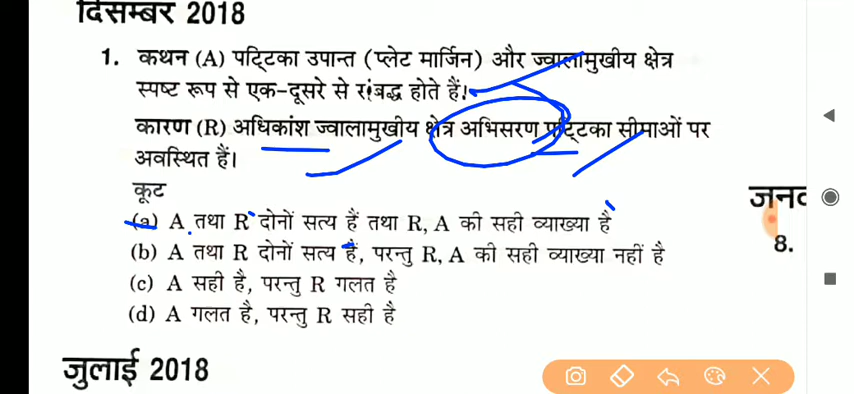 दिसम्बर 2018
1. कथन (A) पट्टिका उपान्त (प्लेट मार्जिन) और ज्वालामुखीय क्षेत्र
स्पष्ट रूप से एक-दूसरे से संबद्ध होते हैं।
कारण (R) अधिकांश ज्वालामुखीय क्षेत्र अभिसरण पट्टिका सीमाओं पर
अवस्थित हैं।
कूट
(a) A तथा R दोनों सत्य हैं तथा R, A की सही व्याख्या है
(b) A तथा R दोनों सत्य हैं, परन्तु R, A की सही व्याख्या नहीं है
(c) A सही है, परन्तु R गलत है
(d) A गलत है, परन्तु R सही है
जुलाई 2018
8.